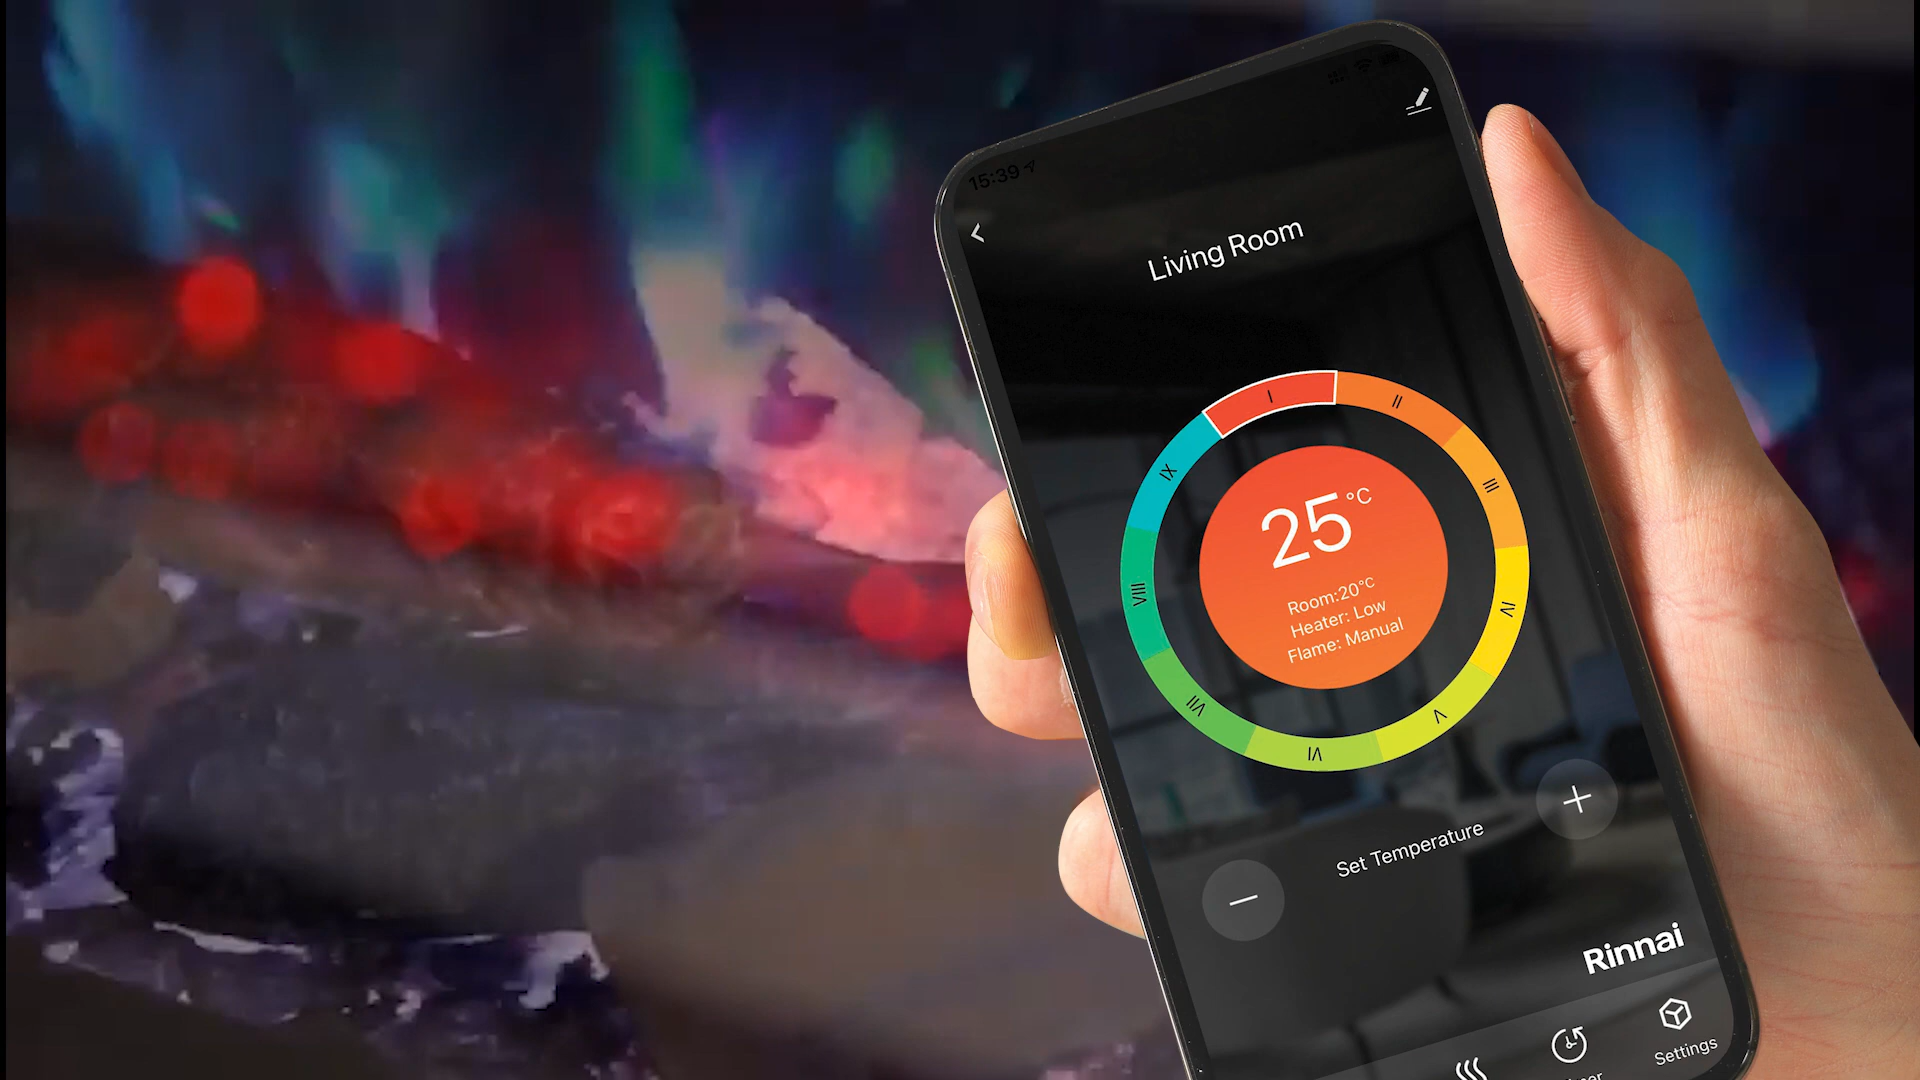 15:39
Living Room
I
II
III
IV
V
VI
VII
VIII
IX
25°C
Room:20°C
Heater: Low
Flame: Manual
Set Temperature
Rinnai
Settings